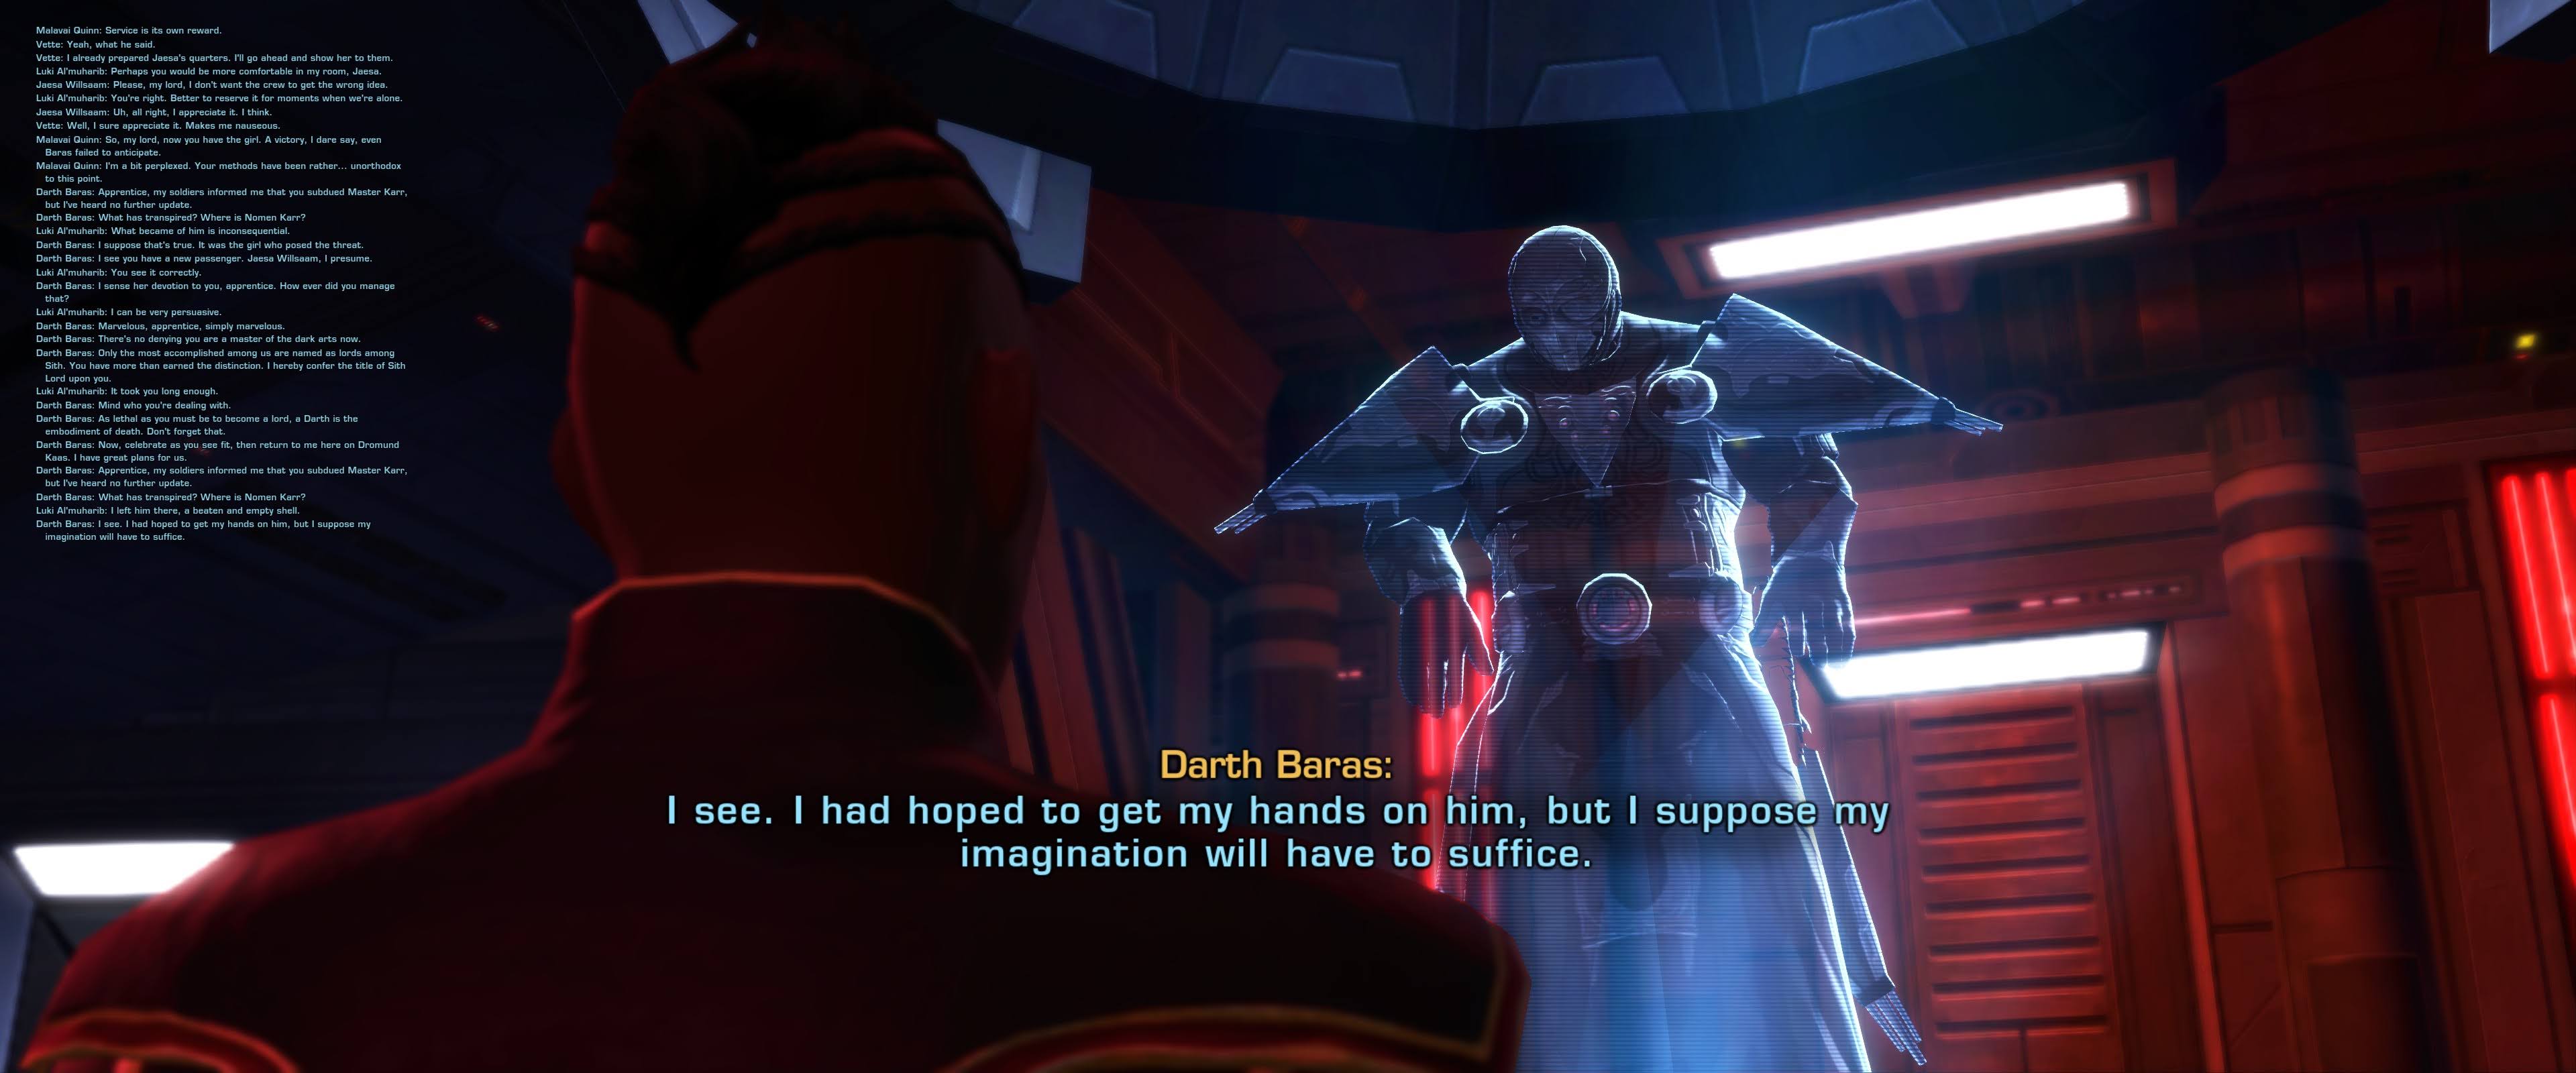 Malavai Quinn: Service is its own reward.
Vette: Yeah, what he said.
Vette: I already prepared Jaesa's quarters. I'll go ahead and show her to them.
Luki Al'muharib: Perhaps you would be more comfortable in my room, Jaesa.
Jaesa Willsaam: Please, my lord, I don't want the crew to get the wrong idea.
Luki Al'muharib: You're right. Better to reserve it for moments when we're alone.
Jaesa Willsaam: Uh, all right, I appreciate it. I think.
Vette: Well, I sure appreciate it. Makes me nauseous.
Malavai Quinn: So, my lord, now you have the girl. A victory, I dare say, even
Baras failed to anticipate.
Malavai Quinn: I'm a bit perplexed. Your methods have been rather... unorthodox
to this point.
Darth Baras: Apprentice, my soldiers informed me that you subdued Master Karr,
but I've heard no further update.
Darth Baras: What has transpired? Where is Nomen Karr?
Luki Al'muharib: What became of him is inconsequential.
Darth Baras: I suppose that's true. It was the girl who posed the threat.
Darth Baras: I see you have a new passenger. Jaesa Willsaam, I presume.
Luki Al'muharib: You see it correctly.
Darth Baras: I sense her devotion to you, apprentice. How ever did you manage
that?
Luki Al'muharib: I can be very persuasive.
Darth Baras: Marvelous, apprentice, simply marvelous.
Darth Baras: There's no denying you are a master of the dark arts now.
Darth Baras: Only the most accomplished among us are named as lords among
Sith. You have more than earned the distinction. I hereby confer the title of Sith
Lord upon you.
Luki Al'muharib: It took you long enough.
Darth Baras: Mind who you're dealing with.
Darth Baras: As lethal as you must be to become a lord, a Darth is the
embodiment of death. Don't forget that.
Darth Baras: Now, celebrate as you see fit, then return to me here on Dromund
Kaas. I have great plans for us.
Darth Baras: Apprentice, my soldiers informed me that you subdued Master Karr,
but I've heard no further update.
Darth Baras: What has transpired? Where is Nomen Karr?
Luki Al'muharib: I left him there, a beaten and empty shell.
Darth Baras: I see. I had hoped to get my hands on him, but I suppose my
imagination will have to suffice.
Darth Baras:
I see. I had hoped to get my hands on him, but I suppose my
imagination will have to suffice.